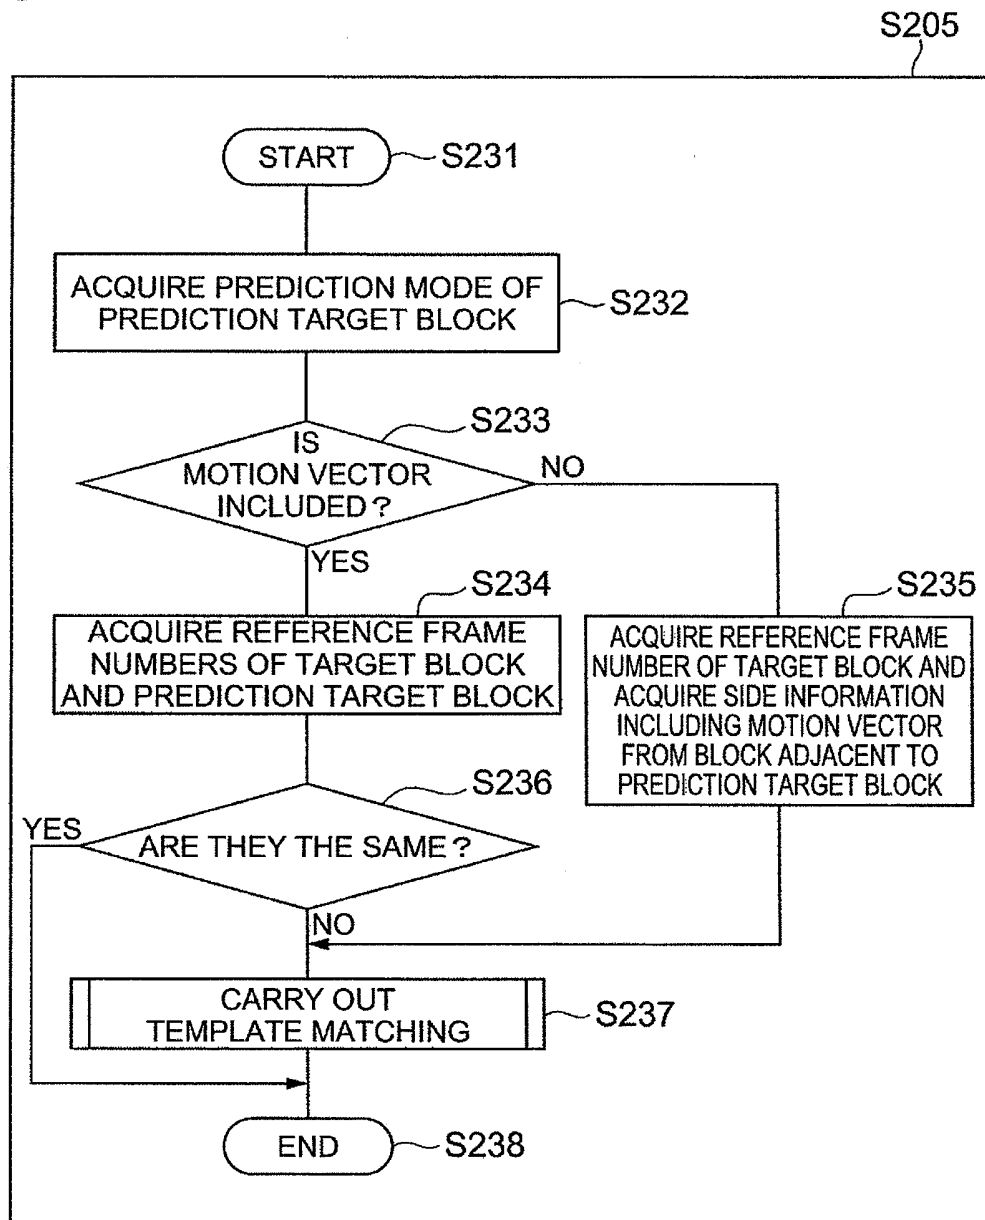 S205
START
S231
ACQUIRE PREDICTION MODE OF
PREDICTION TARGET BLOCK
S232
S233
IS
MOTION VECTOR
INCLUDED?
NO
YES
S234
ACQUIRE REFERENCE FRAME
NUMBERS OF TARGET BLOCK
AND PREDICTION TARGET BLOCK
S235
ACQUIRE REFERENCE FRAME
NUMBER OF TARGET BLOCK AND
ACQUIRE SIDE INFORMATION
INCLUDING MOTION VECTOR
FROM BLOCK ADJACENT TO
PREDICTION TARGET BLOCK
S236
YES
ARE THEY THE SAME?
NO
CARRY OUT
TEMPLATE MATCHING
S237
END
S238